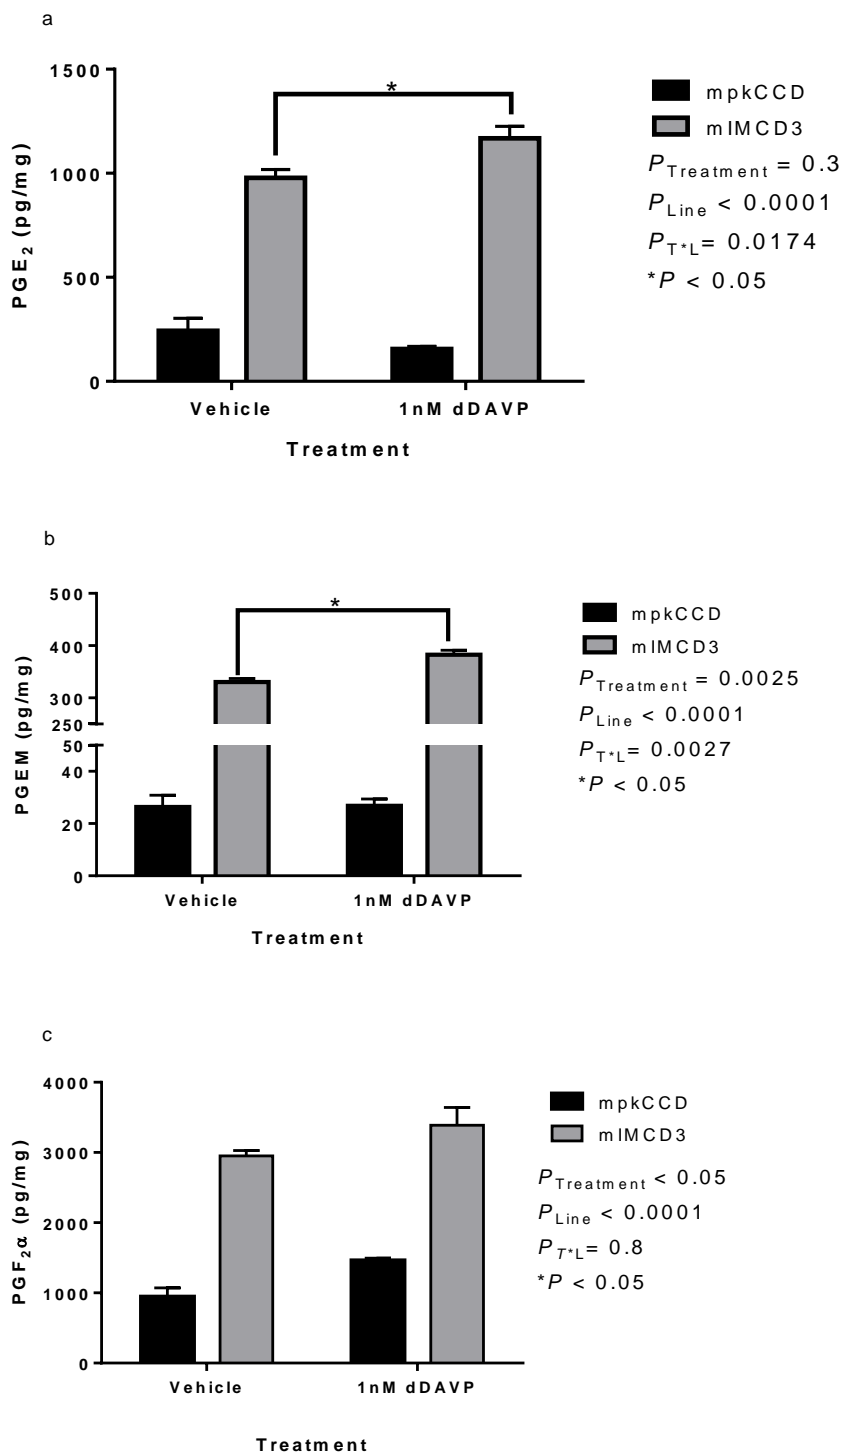 a
1500
1000
500
0
PGE2 (pg/mg)
*
Vehicle
1nM dDAVP
Treatment
mpkCCD
mIMCD3
PTreatment = 0.3
PLine < 0.0001
PT*L= 0.0174
*P < 0.05
b
500
400
300
250
50
40
20
0
PGEM (pg/mg)
*
Vehicle
1nM dDAVP
Treatment
mpkCCD
mIMCD3
PTreatment = 0.0025
PLine < 0.0001
PT*L= 0.0027
*P < 0.05
c
4000
3000
2000
1000
0
PGF2α (pg/mg)
Vehicle
1nM dDAVP
Treatment
mpkCCD
mIMCD3
PTreatment < 0.05
PLine < 0.0001
PT*L= 0.8
*P < 0.05